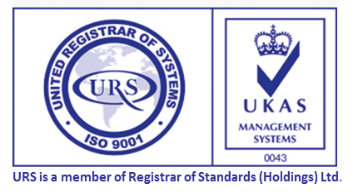 UNITED REGISTRAR OF SYSTEMS
URS
• ISO 9001 •
UKAS
MANAGEMENT
SYSTEMS
0043
URS is a member of Registrar of Standards (Holdings) Ltd.